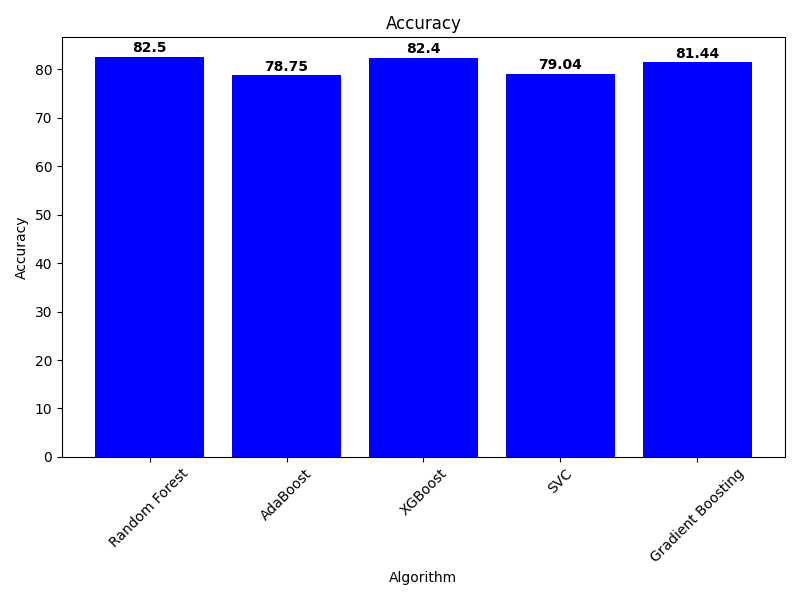 Accuracy
82.5
78.75
82.4
79.04
81.44
Accuracy
80
70
60
50
40
30
20
10
0
Random Forest
AdaBoost
XGBoost
SVC
Gradient Boosting
Algorithm